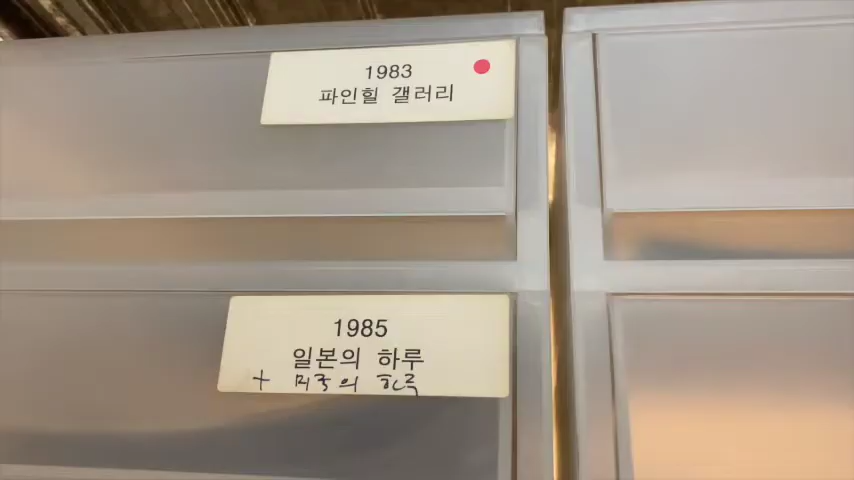 1983
파인힐 갤러리
1985
일본의 하루
+ 미국의 하루